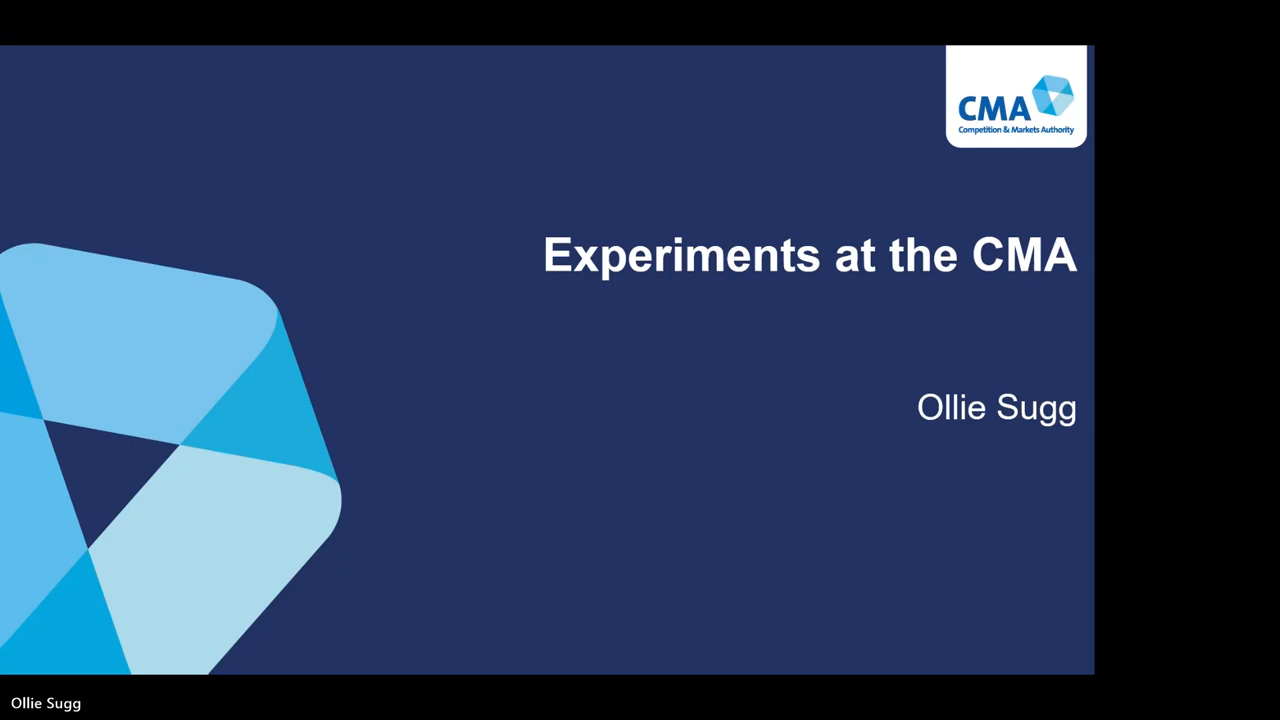 CMA
Competition & Markets Authority
Experiments at the CMA
Ollie Sugg
Ollie Sugg